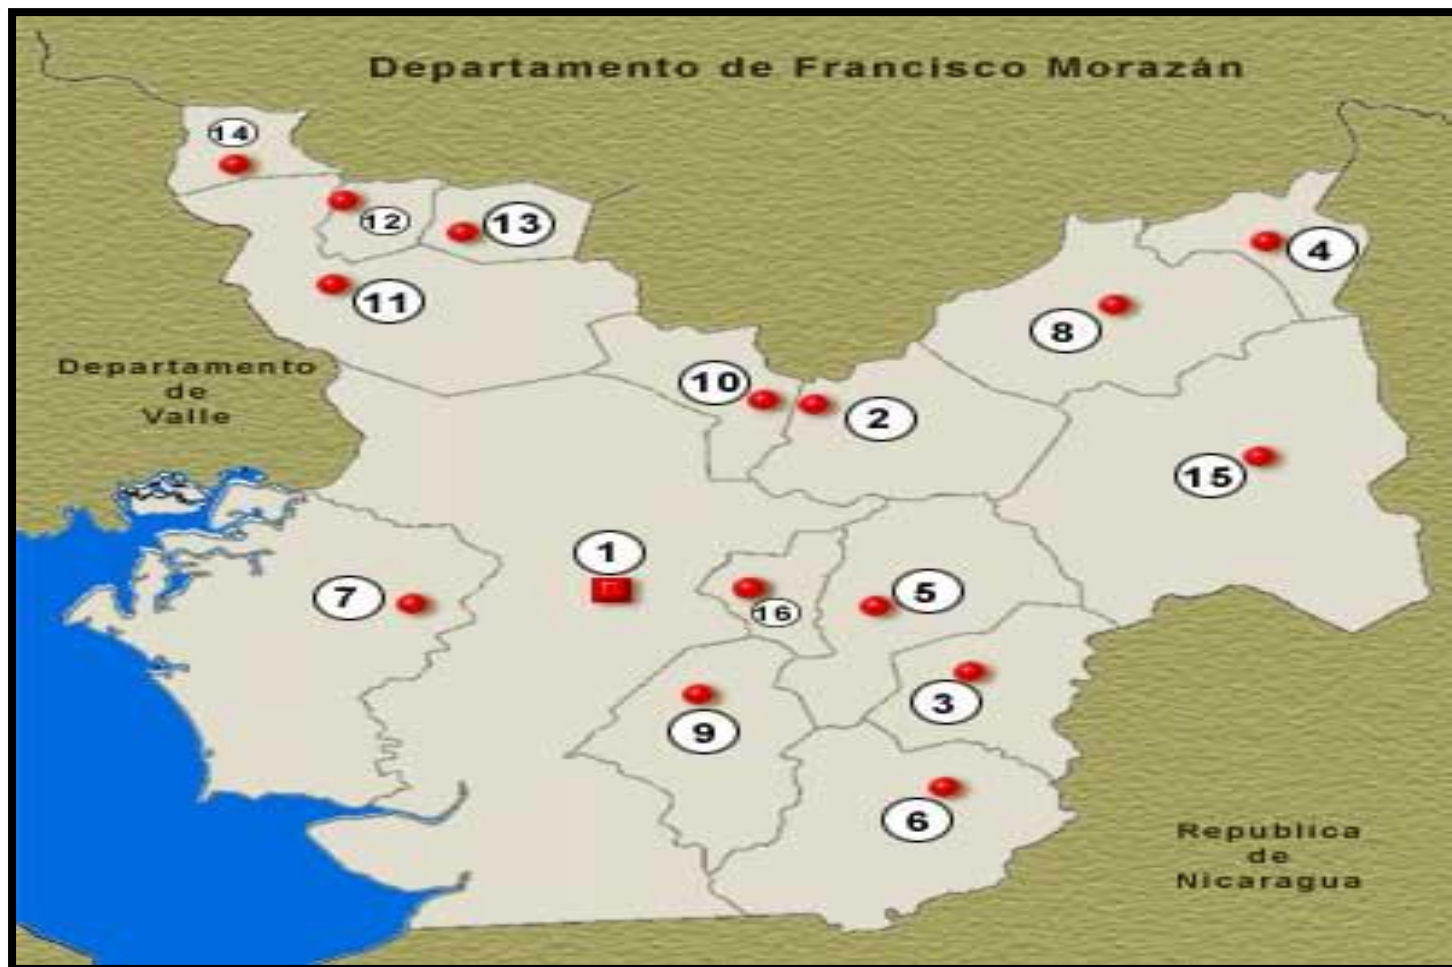 Departamento de Francisco Morazán
14
12
13
4
11
8
Departamento
de
Valle
10
2
15
1
7
5
16
3
9
6
Republica
de
Nicaragua